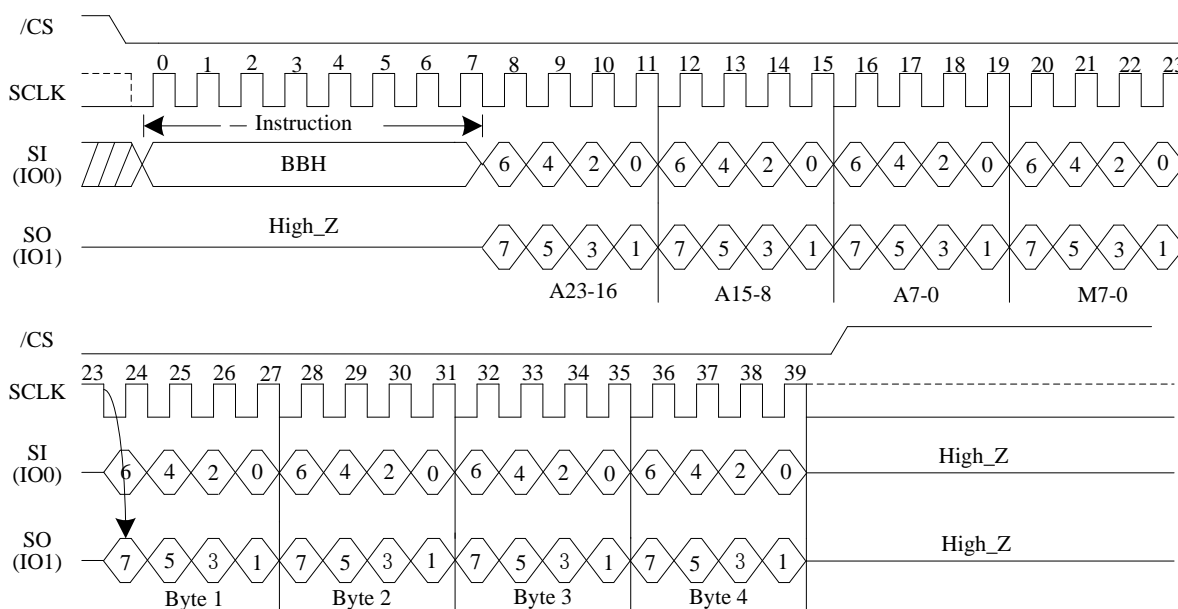 /CS
0 1 2 3 4 5 6 7 8 9 10 11 12 13 14 15 16 17 18 19 20 21 22 23
SCLK
Instruction
SI
(IO0)
BBH
6 4 2 0 6 4 2 0 6 4 2 0 6 4 2 0
SO
(IO1)
High_Z
7 5 3 1 7 5 3 1 7 5 3 1 7 5 3 1
A23-16 A15-8 A7-0 M7-0
/CS
23 24 25 26 27 28 29 30 31 32 33 34 35 36 37 38 39
SCLK
SI
(IO0)
6 4 2 0 6 4 2 0 6 4 2 0 6 4 2 0
High_Z
SO
(IO1)
7 5 3 1 7 5 3 1 7 5 3 1 7 5 3 1
High_Z
Byte 1 Byte 2 Byte 3 Byte 4